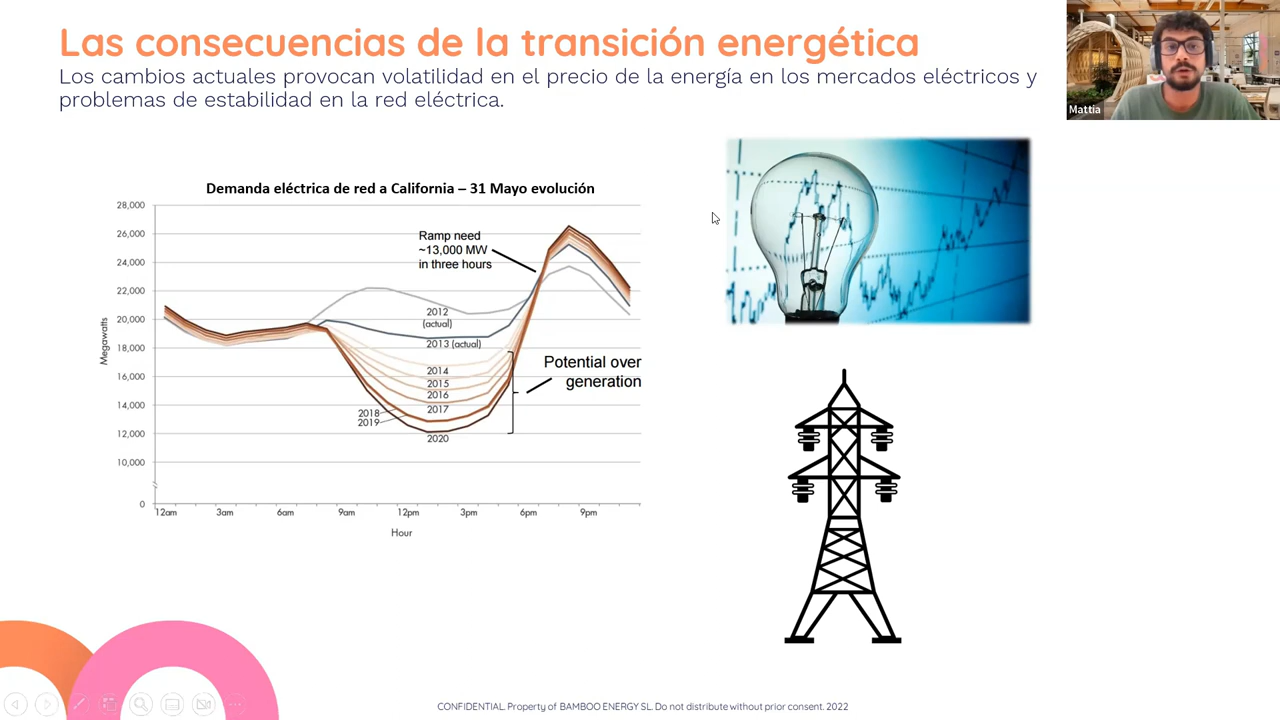 Las consecuencias de la transición energética
Los cambios actuales provocan volatilidad en el precio de la energía en los mercados eléctricos y
problemas de estabilidad en la red eléctrica.
Mattia
Demanda eléctrica de red a California – 31 Mayo evolución
28,000
26,000
24,000
22,000
20,000
18,000
16,000
14,000
12,000
10,000
0
Megawatts
Ramp need
~13,000 MW
in three hours
2012
(actual)
2013 (actual)
2014
2015
2016
2017
2018
2019
2020
Potential over
generation
12am
3am
6am
9am
12pm
3pm
6pm
9pm
Hour
CONFIDENTIAL. Property of BAMBOO ENERGY SL. Do not distribute without prior consent. 2022